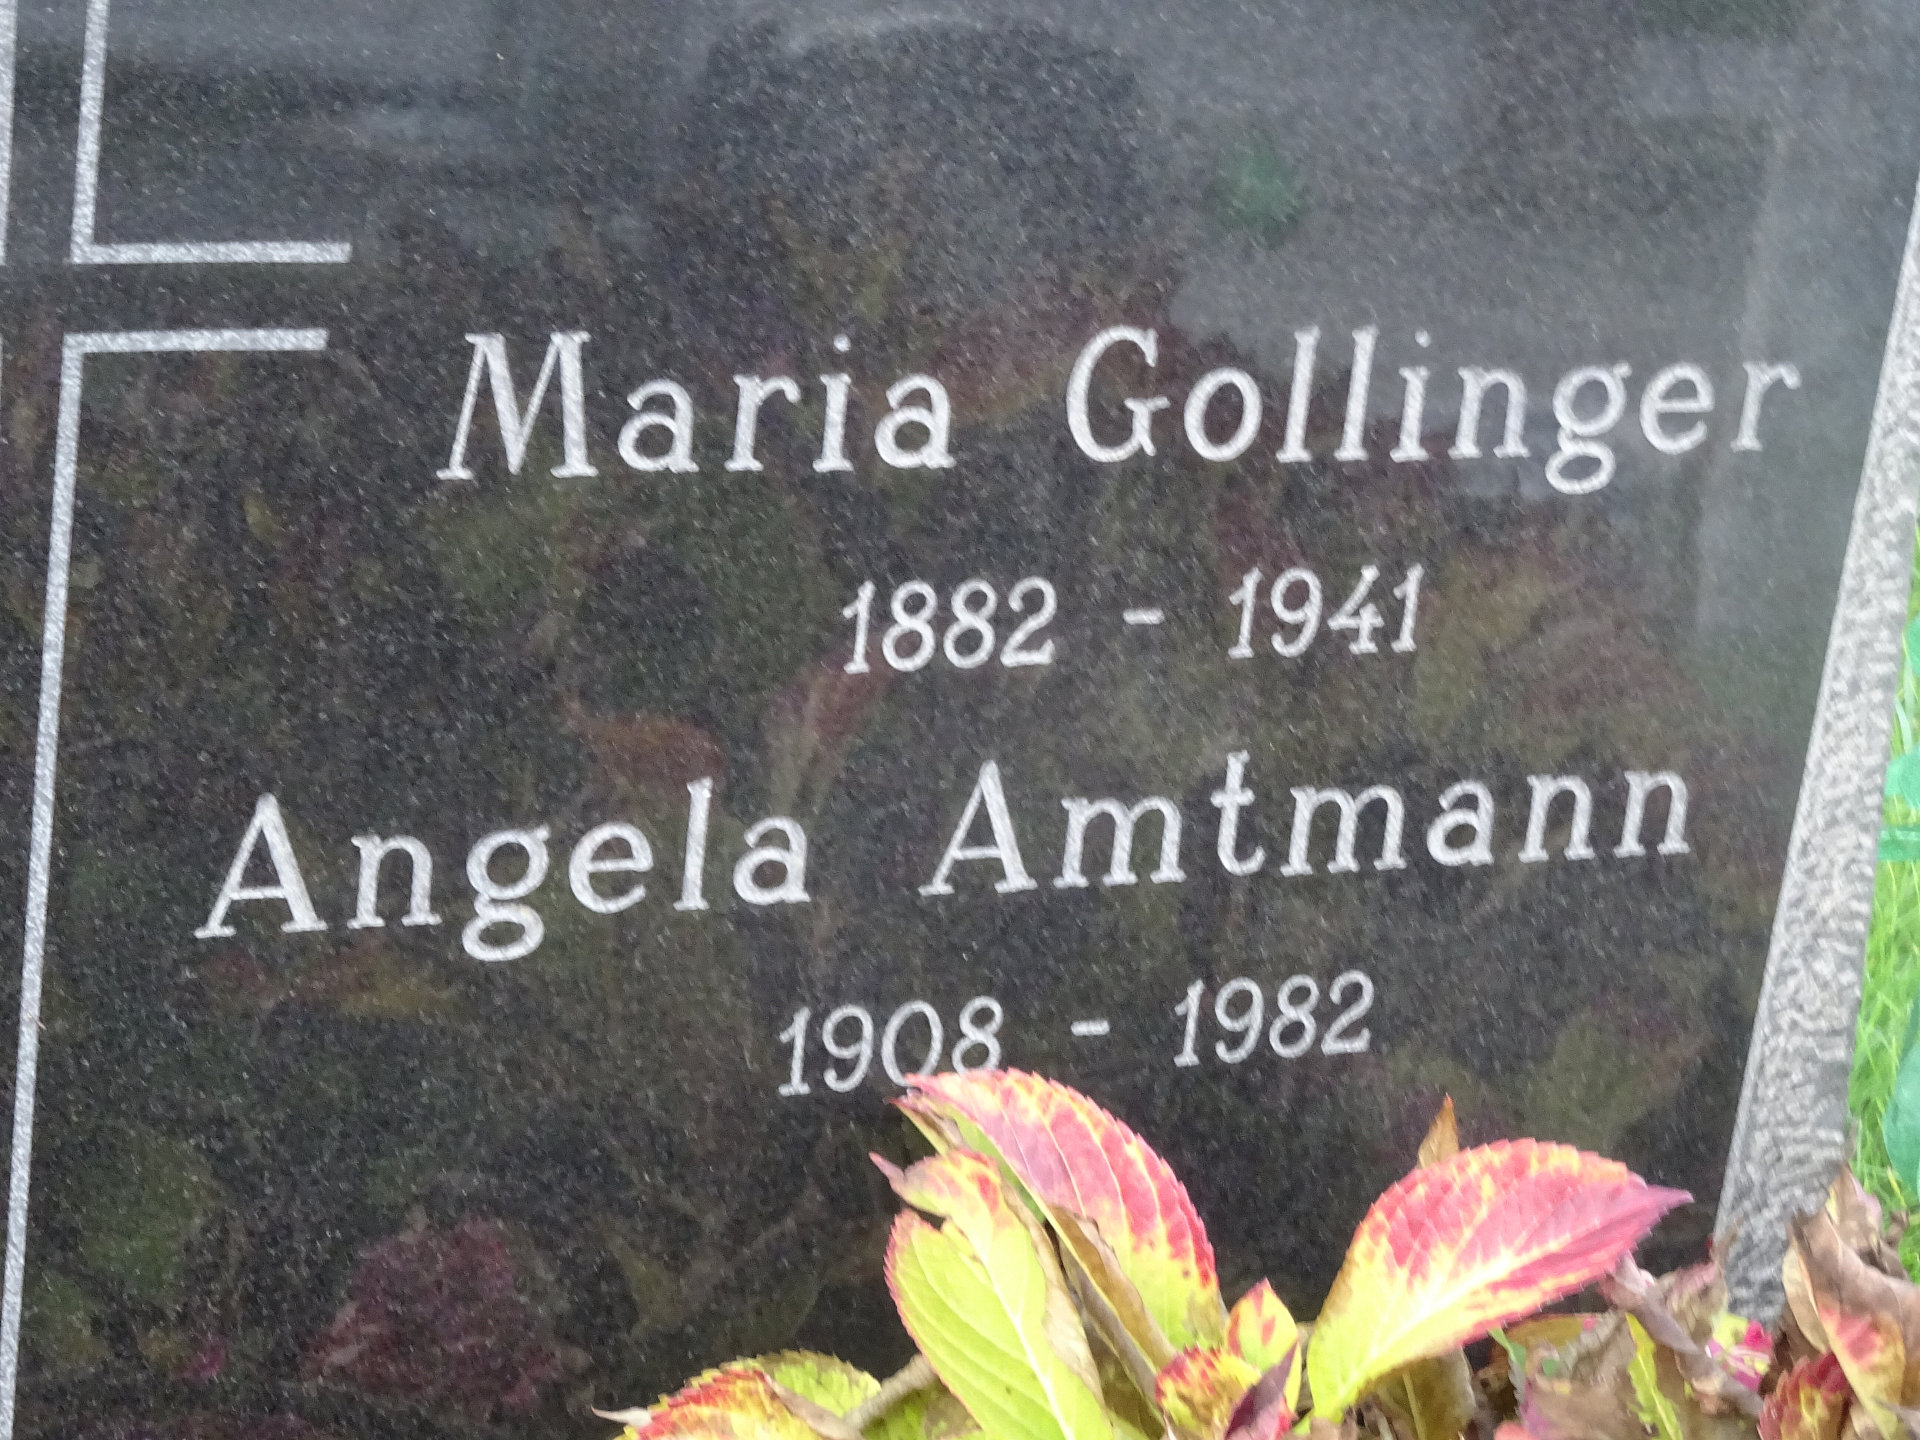 Maria Gollinger
1882 - 1941
Angela Amtmann
1908 - 1982